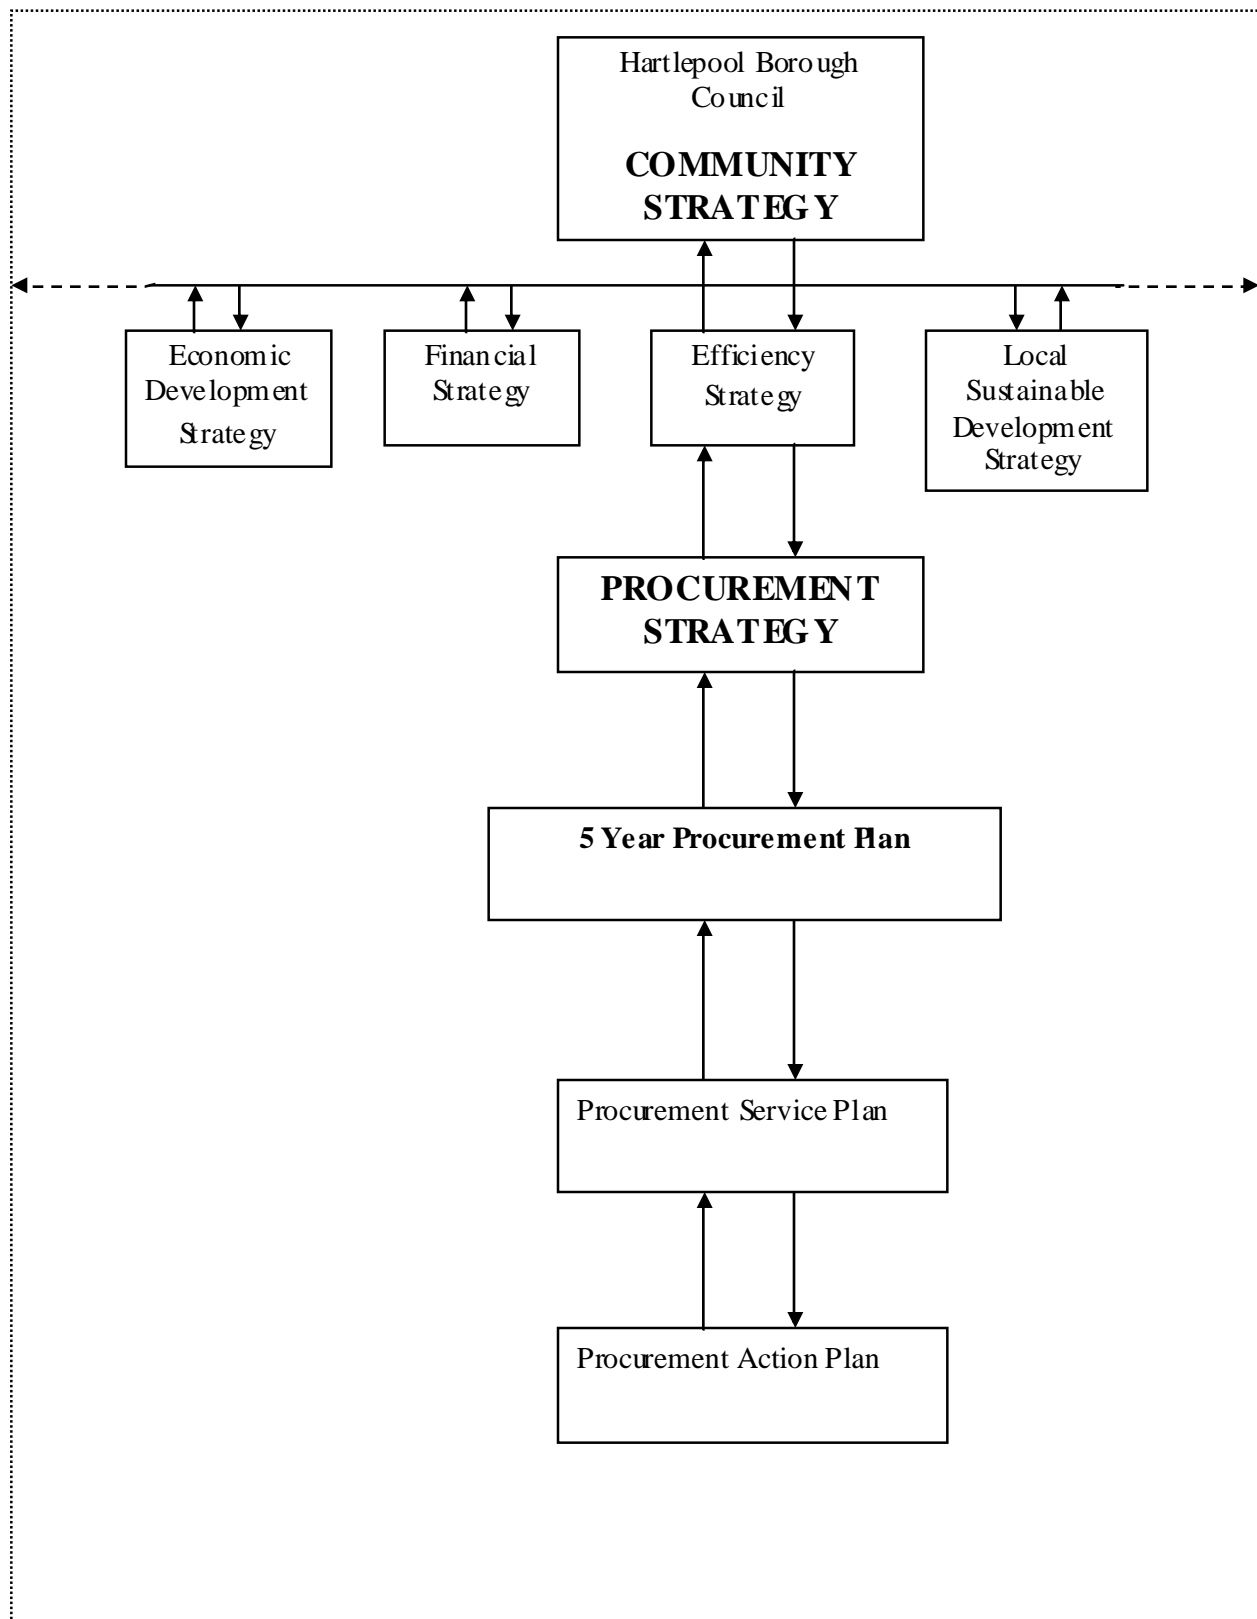 Hartlepool Borough
Council
COMMUNITY
STRATEGY
Economic
Development
Strategy
Financial
Strategy
Efficiency
Strategy
Local
Sustainable
Development
Strategy
PROCUREMENT
STRATEGY
5 Year Procurement Plan
Procurement Service Plan
Procurement Action Plan